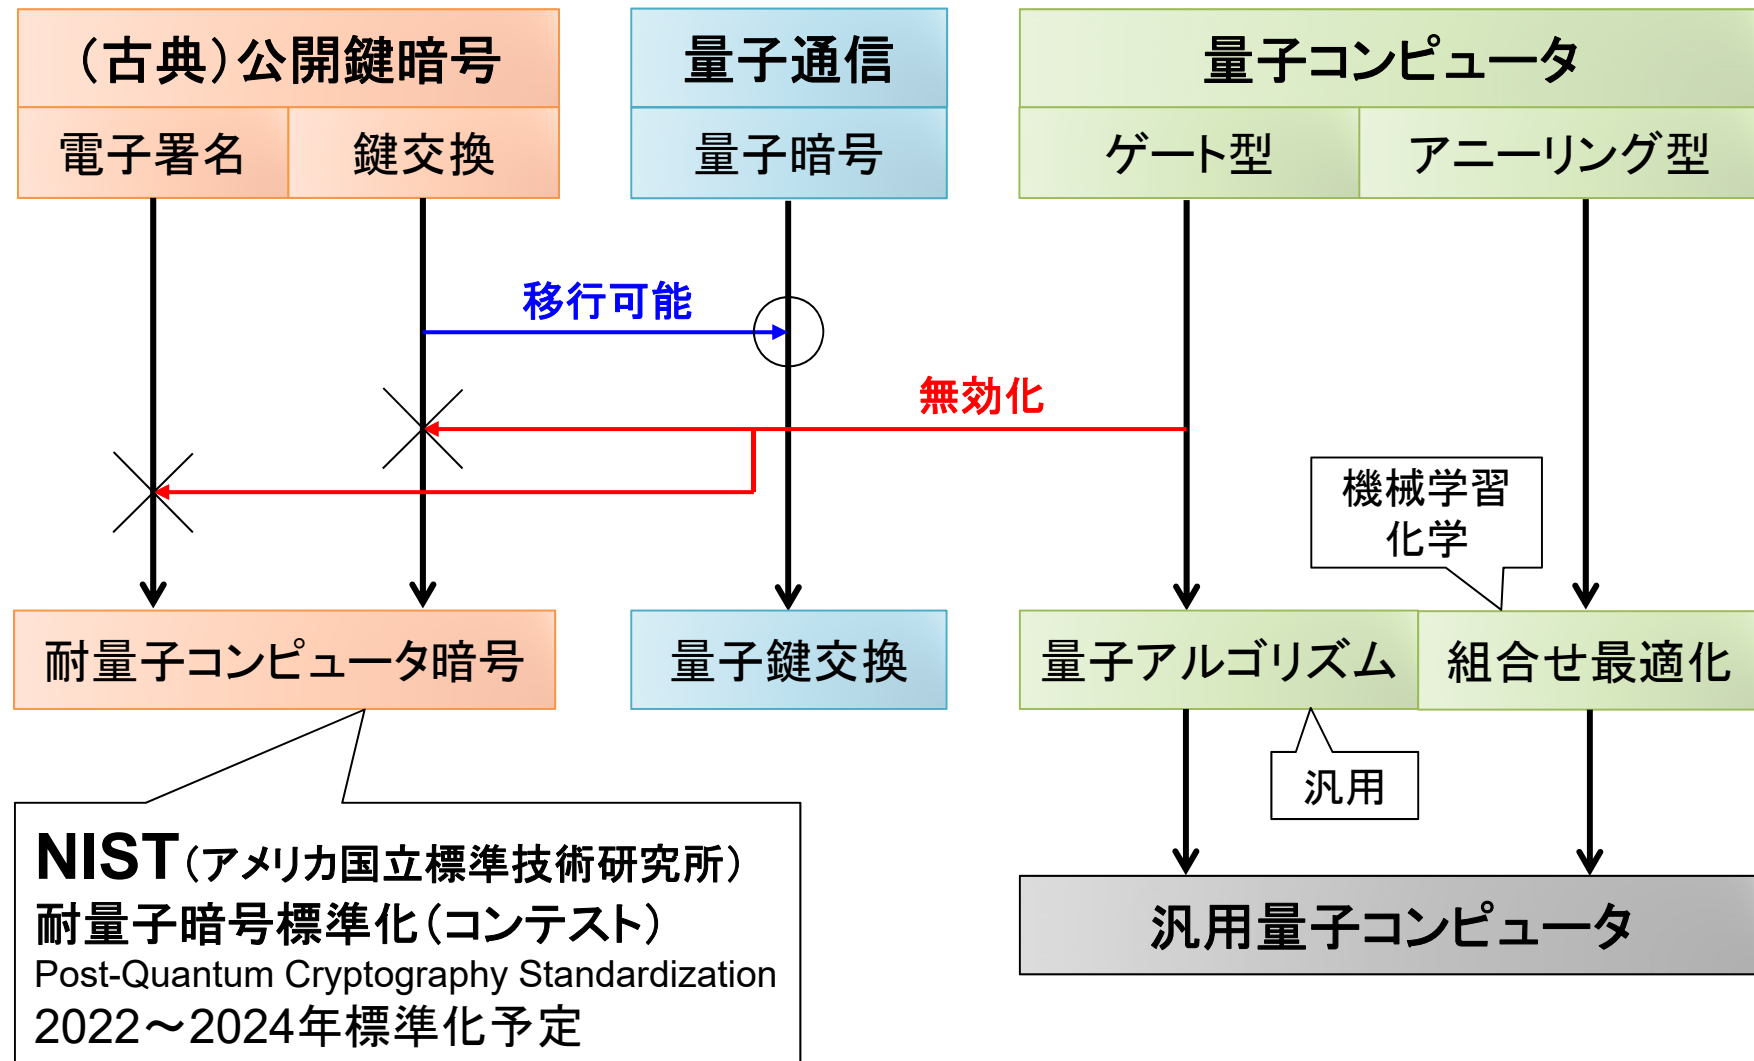 （古典）公開鍵暗号
量子通信
量子コンピュータ
電子署名
鍵交換
量子暗号
ゲート型
アニーリング型
移行可能
無効化
機械学習
化学
耐量子コンピュータ暗号
量子鍵交換
量子アルゴリズム
組合せ最適化
汎用
NIST（アメリカ国立標準技術研究所）
耐量子暗号標準化（コンテスト）
Post-Quantum Cryptography Standardization
2022～2024年標準化予定
汎用量子コンピュータ